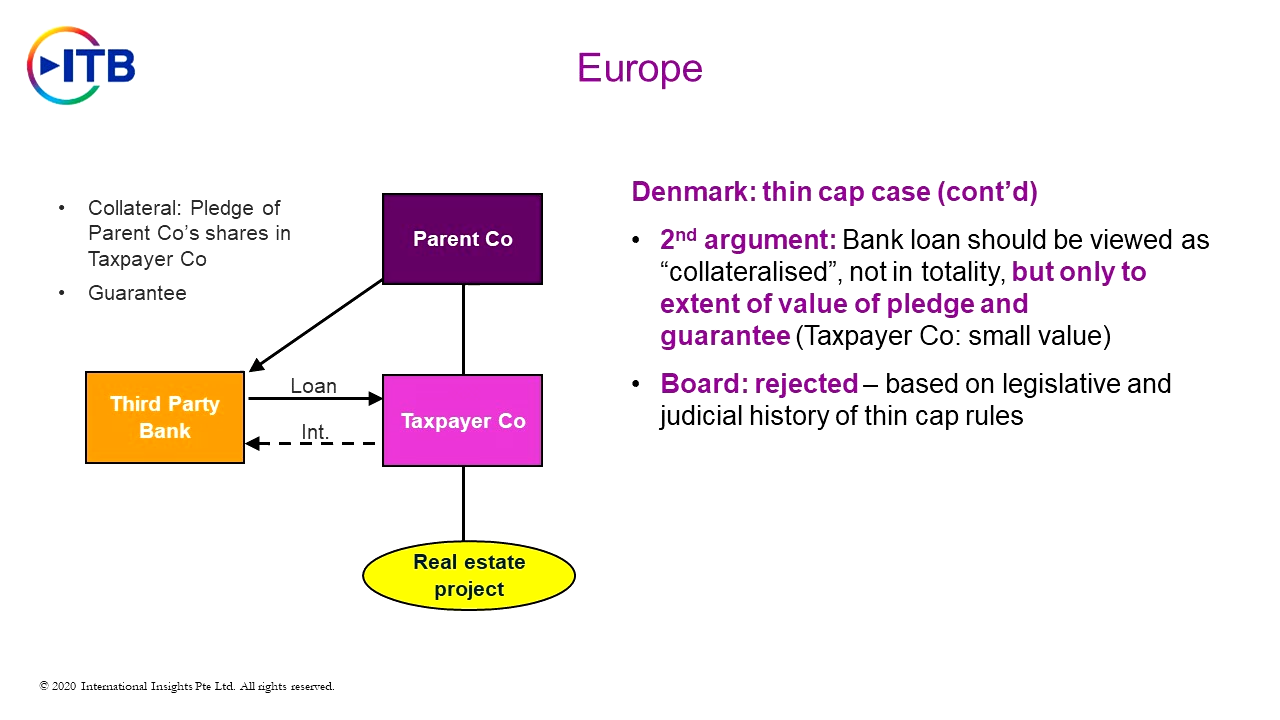 ITB
Europe
• Collateral: Pledge of
Parent Co’s shares in
Taxpayer Co
• Guarantee
Parent Co
Third Party
Bank
Loan
Int.
Taxpayer Co
Real estate
project
Denmark: thin cap case (cont’d)
• 2nd argument: Bank loan should be viewed as
“collateralised”, not in totality, but only to
extent of value of pledge and
guarantee (Taxpayer Co: small value)
• Board: rejected – based on legislative and
judicial history of thin cap rules
© 2020 International Insights Pte Ltd. All rights reserved.